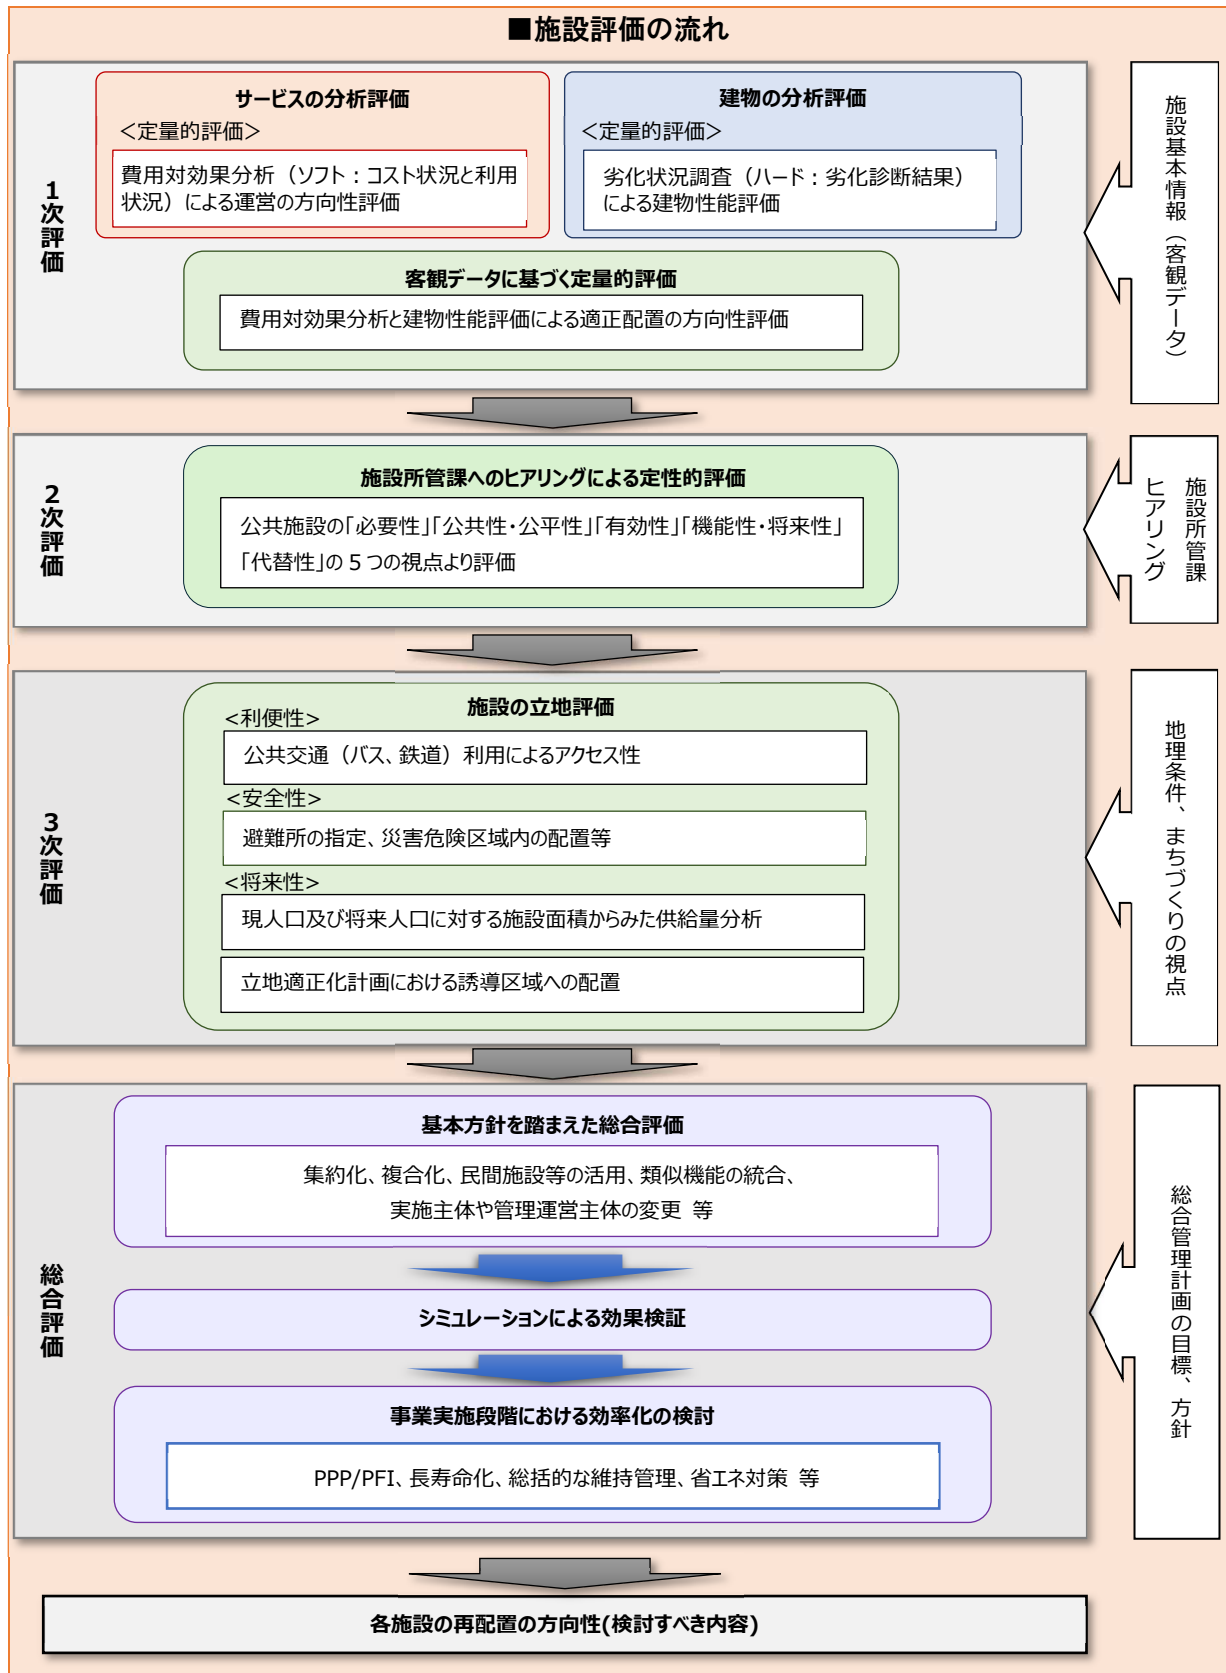 ■施設評価の流れ
1次評価
サービスの分析評価
＜定量的評価＞
費用対効果分析（ソフト：コスト状況と利用
状況）による運営の方向性評価
建物の分析評価
＜定量的評価＞
劣化状況調査（ハード：劣化診断結果）
による建物性能評価
客観データに基づく定量的評価
費用対効果分析と建物性能評価による適正配置の方向性評価
施設基本情報（客観データ）
2次評価
施設所管課へのヒアリングによる定性的評価
公共施設の「必要性」「公共性・公平性」「有効性」「機能性・将来性」
「代替性」の５つの視点より評価
施設所管課
ヒアリング
3次評価
施設の立地評価
<利便性>
公共交通（バス、鉄道）利用によるアクセス性
<安全性>
避難所の指定、災害危険区域内の配置等
<将来性>
現人口及び将来人口に対する施設面積からみた供給量分析
立地適正化計画における誘導区域への配置
地理条件、まちづくりの視点
総合評価
基本方針を踏まえた総合評価
集約化、複合化、民間施設等の活用、類似機能の統合、
実施主体や管理運営主体の変更 等
シミュレーションによる効果検証
事業実施段階における効率化の検討
PPP/PFI、長寿命化、総括的な維持管理、省エネ対策 等
総合管理計画の目標、方針
各施設の再配置の方向性(検討すべき内容)